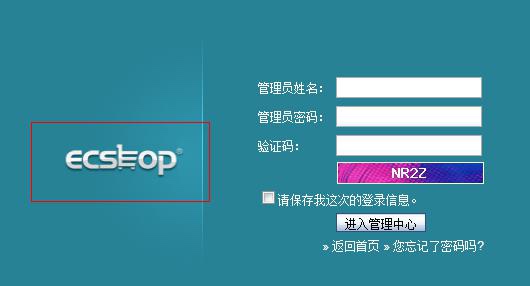 ECSHOP®
管理员姓名:
管理员密码:
验证码:
NR2Z
请保存我这次的登录信息。
进入管理中心
» 返回首页 » 您忘记了密码吗?